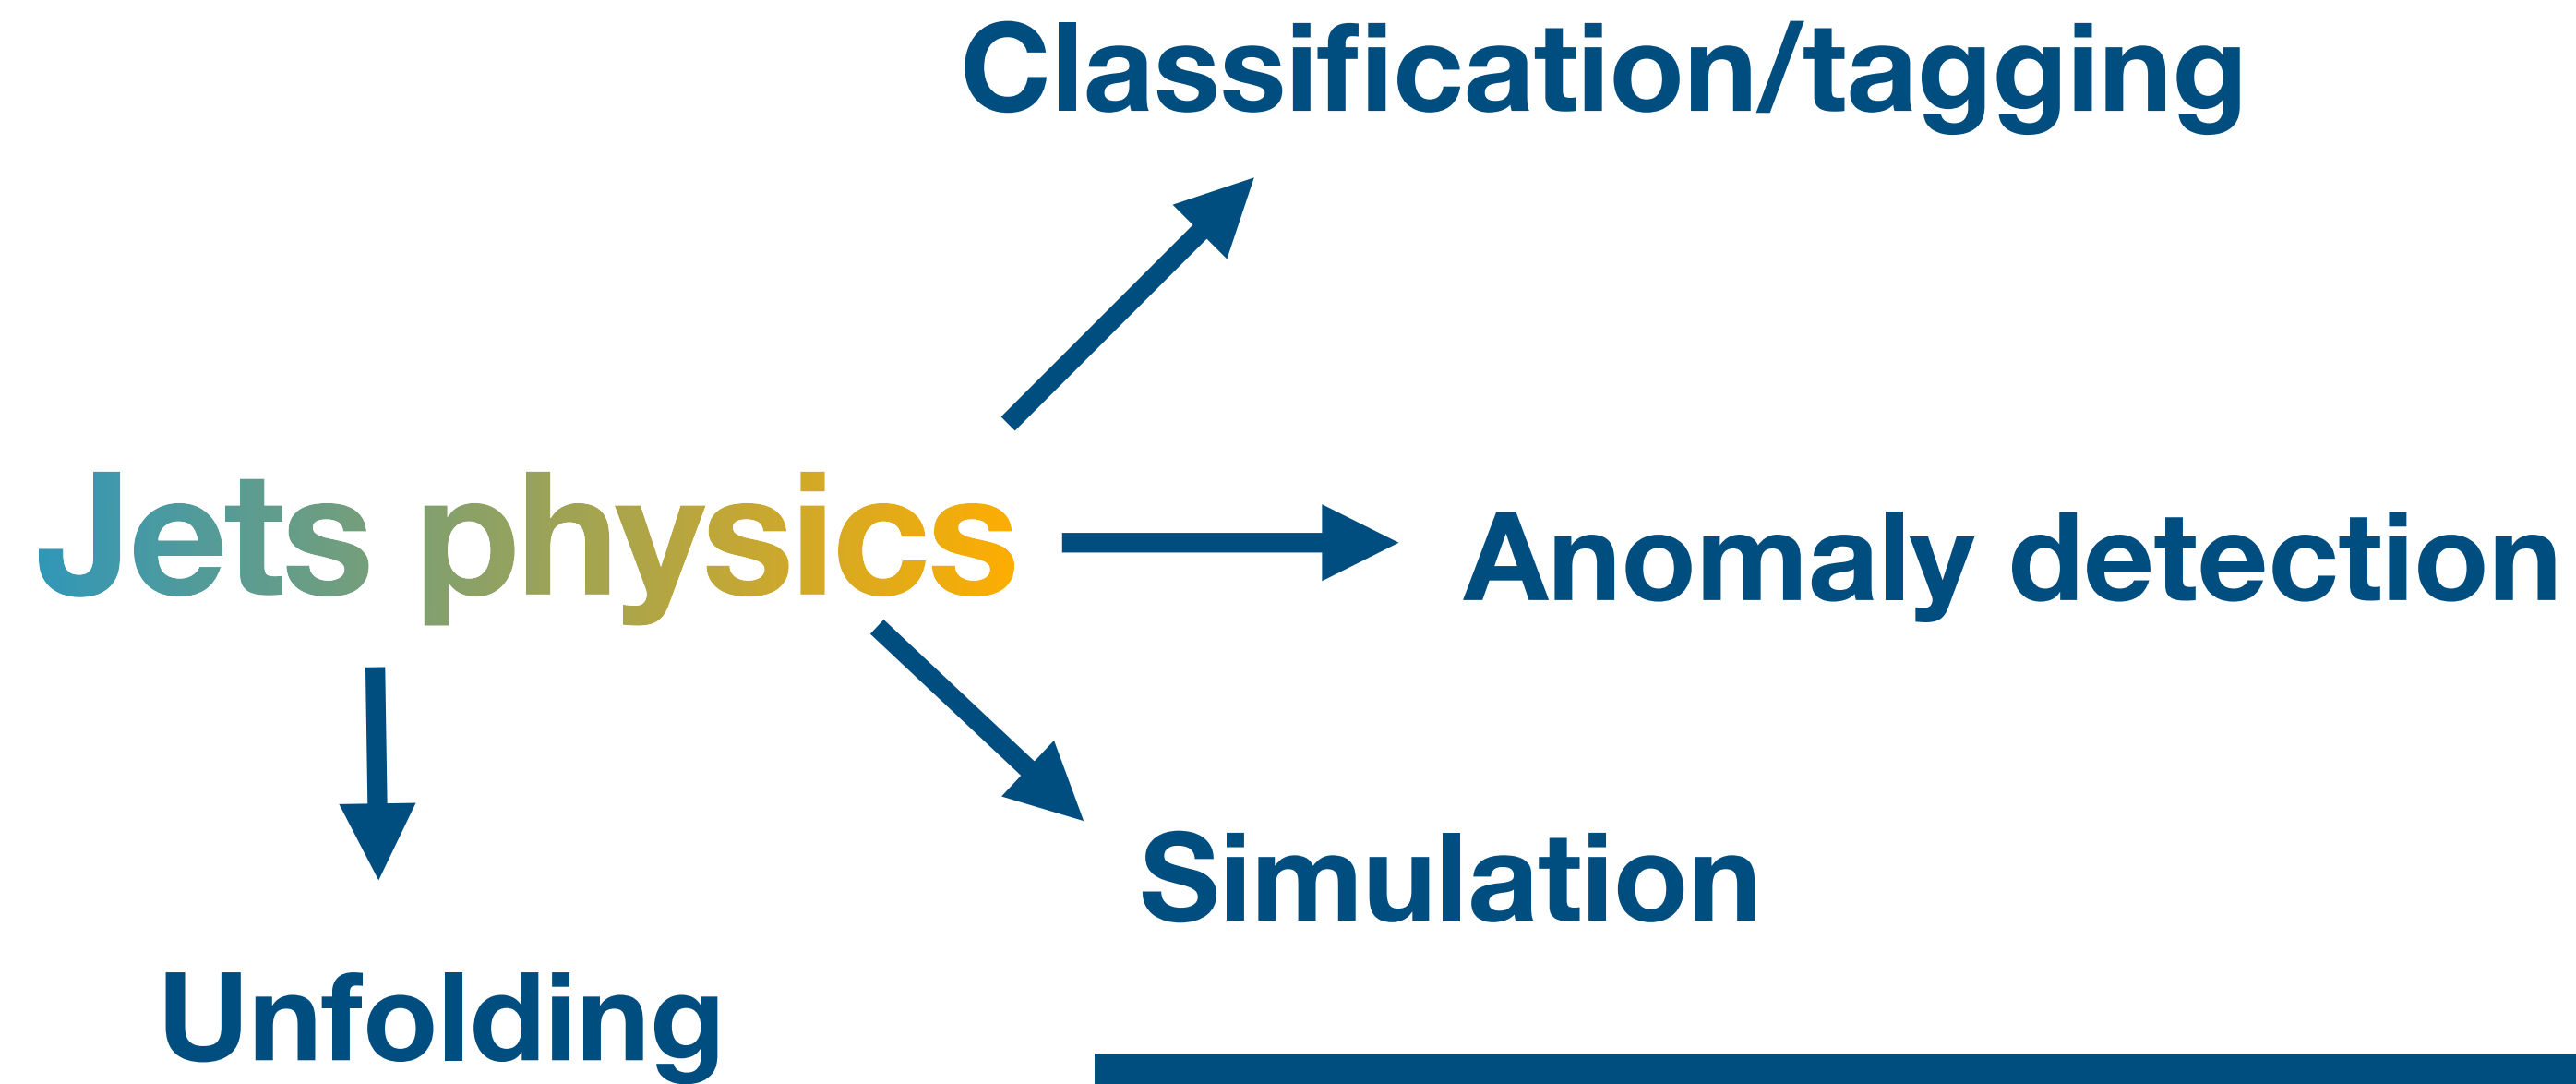 Classification/tagging
Jets physics
Anomaly detection
Simulation
Unfolding